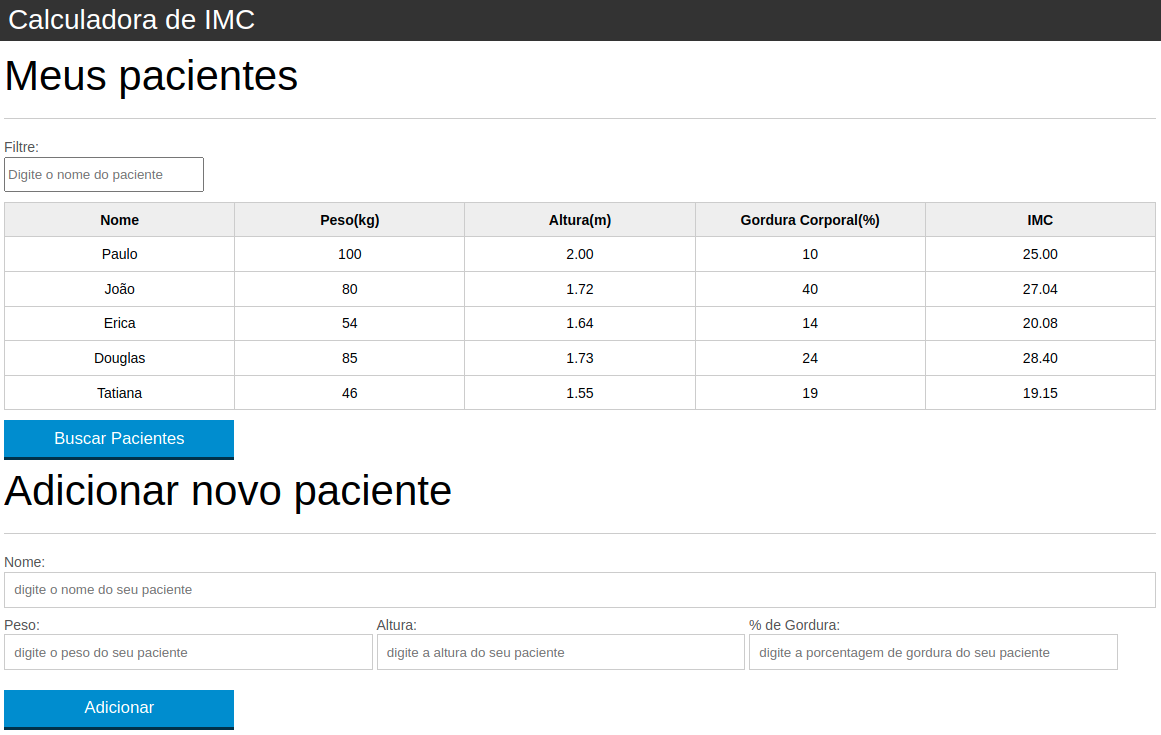 Calculadora de IMC
Meus pacientes
Filtre:
Digite o nome do paciente
Nome Peso(kg) Altura(m) Gordura Corporal(%) IMC
Paulo 100 2.00 10 25.00
João 80 1.72 40 27.04
Erica 54 1.64 14 20.08
Douglas 85 1.73 24 28.40
Tatiana 46 1.55 19 19.15
Buscar Pacientes
Adicionar novo paciente
Nome:
digite o nome do seu paciente
Peso: Altura: % de Gordura:
digite o peso do seu paciente digite a altura do seu paciente digite a porcentagem de gordura do seu paciente
Adicionar